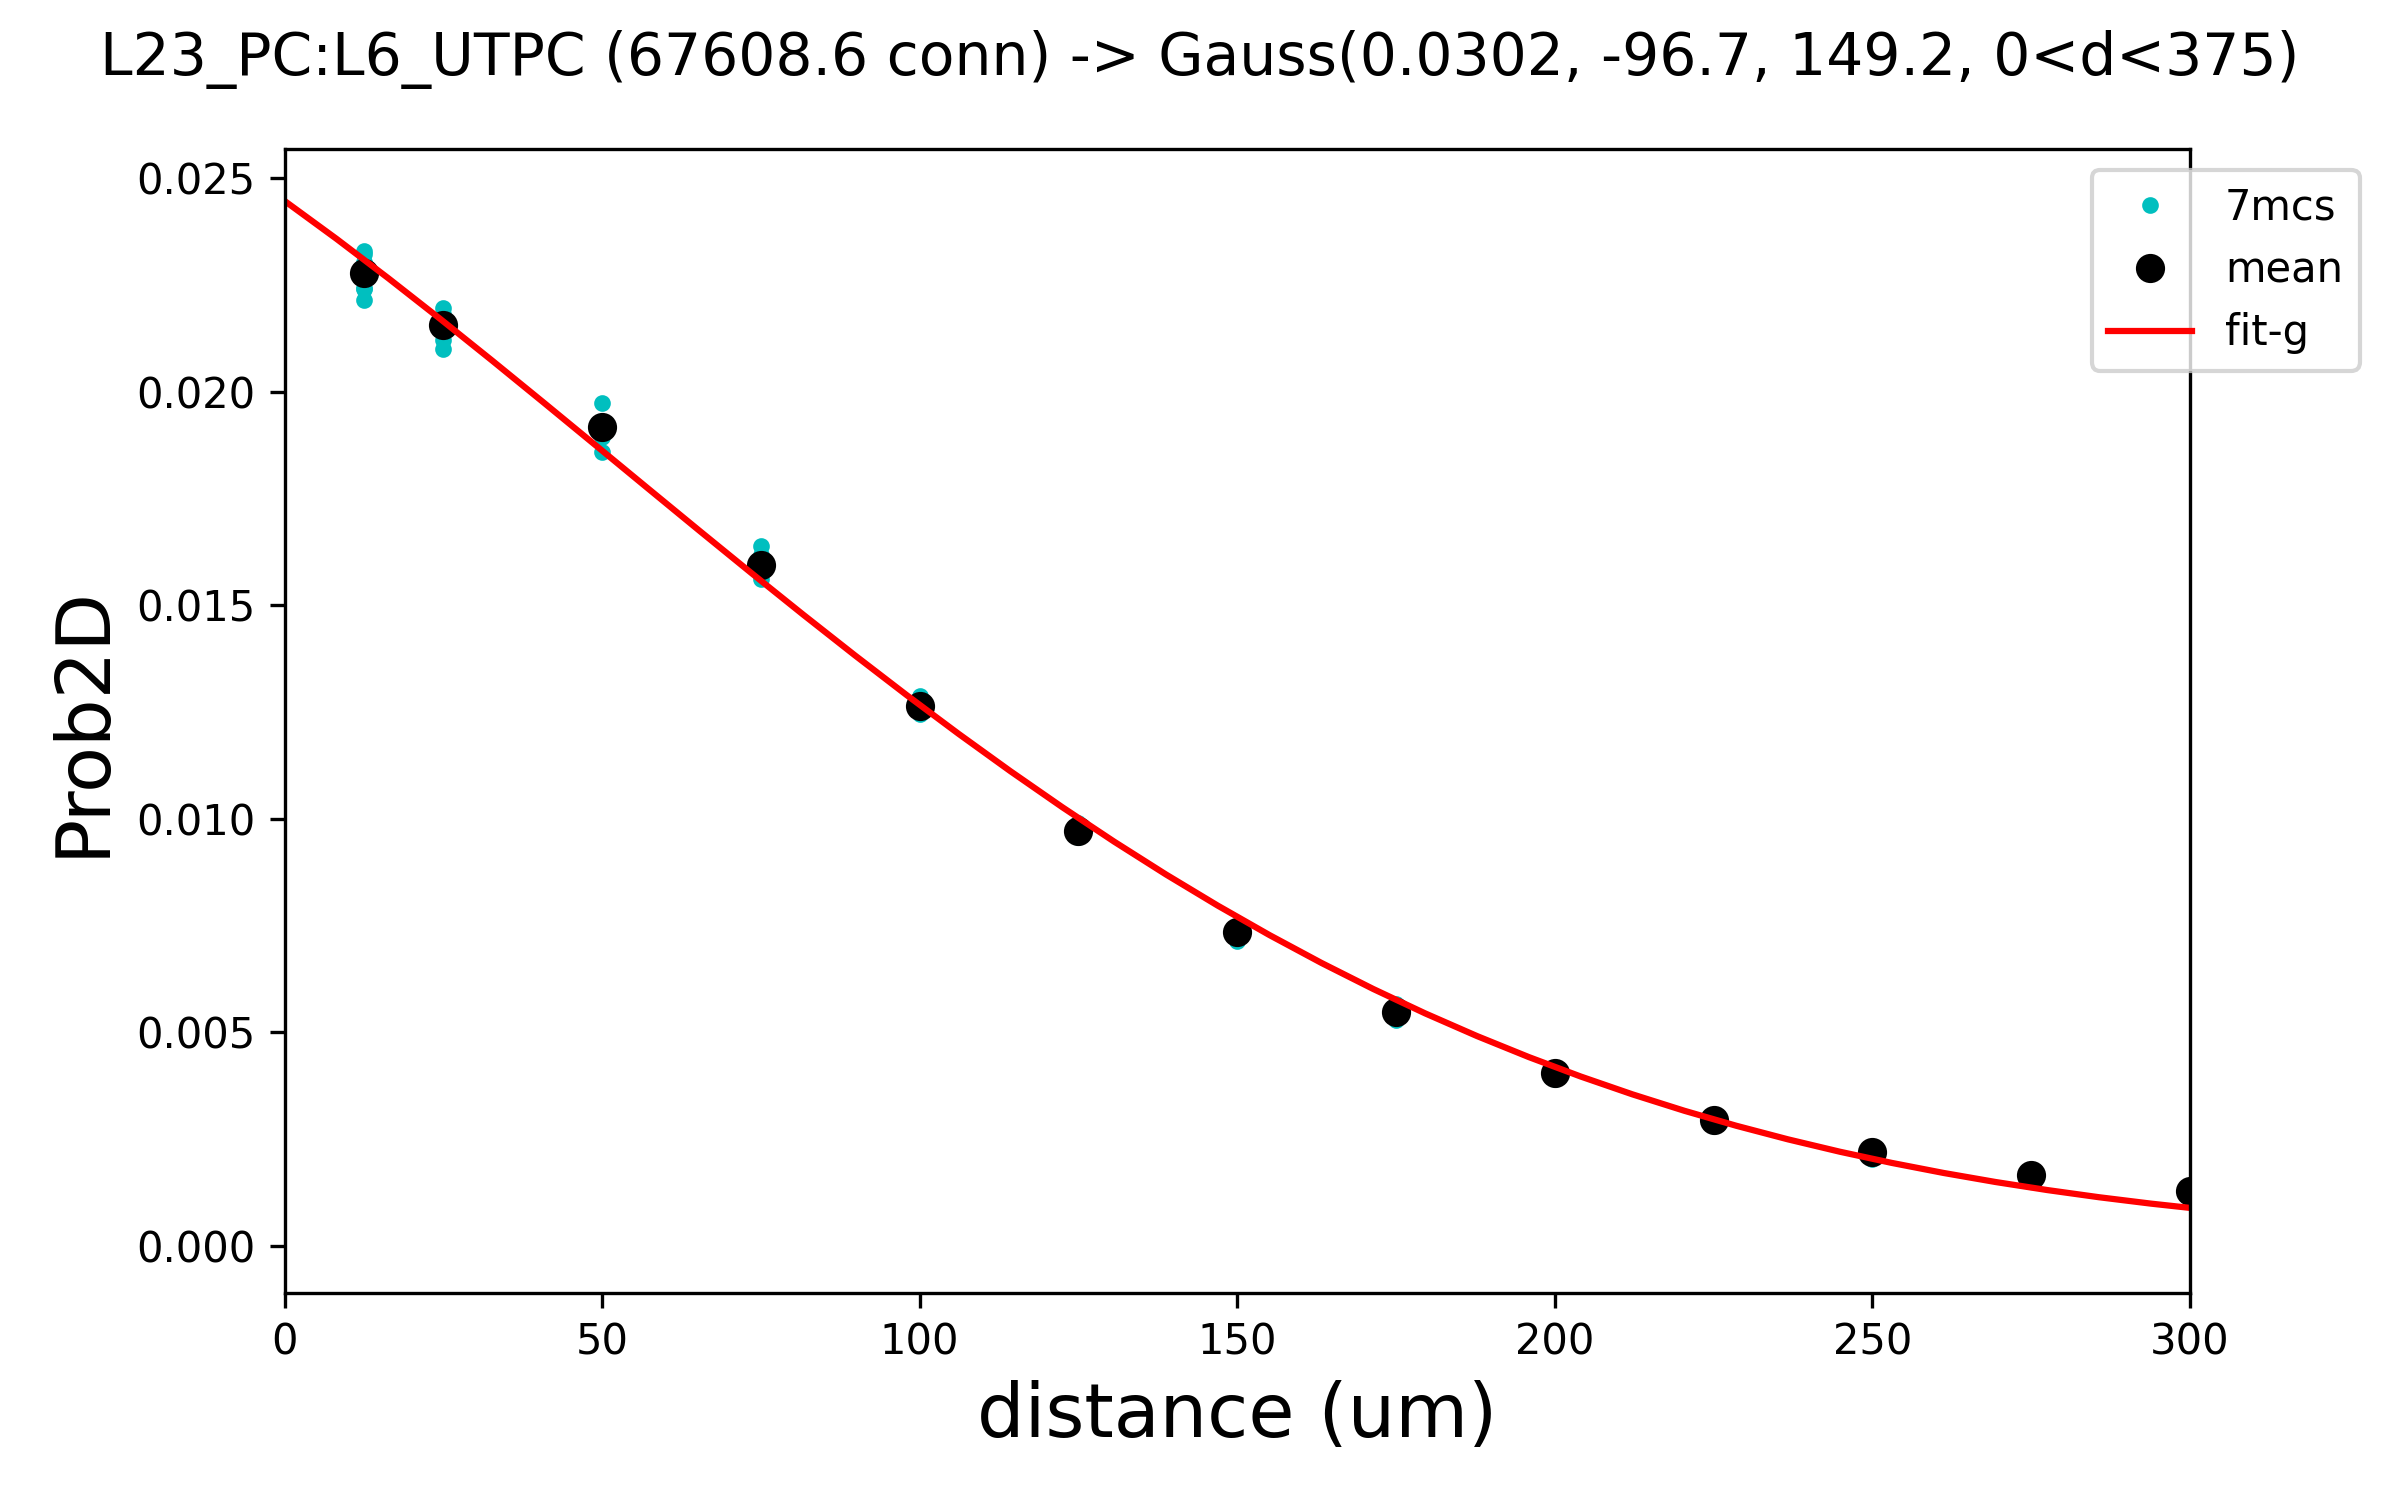 L23_PC:L6_UTPC (67608.6 conn) -> Gauss(0.0302, -96.7, 149.2, 0<d<375)
7mcs
mean
fit-g
Prob2D
0.025
0.020
0.015
0.010
0.005
0.000
0 50 100 150 200 250 300
distance (um)